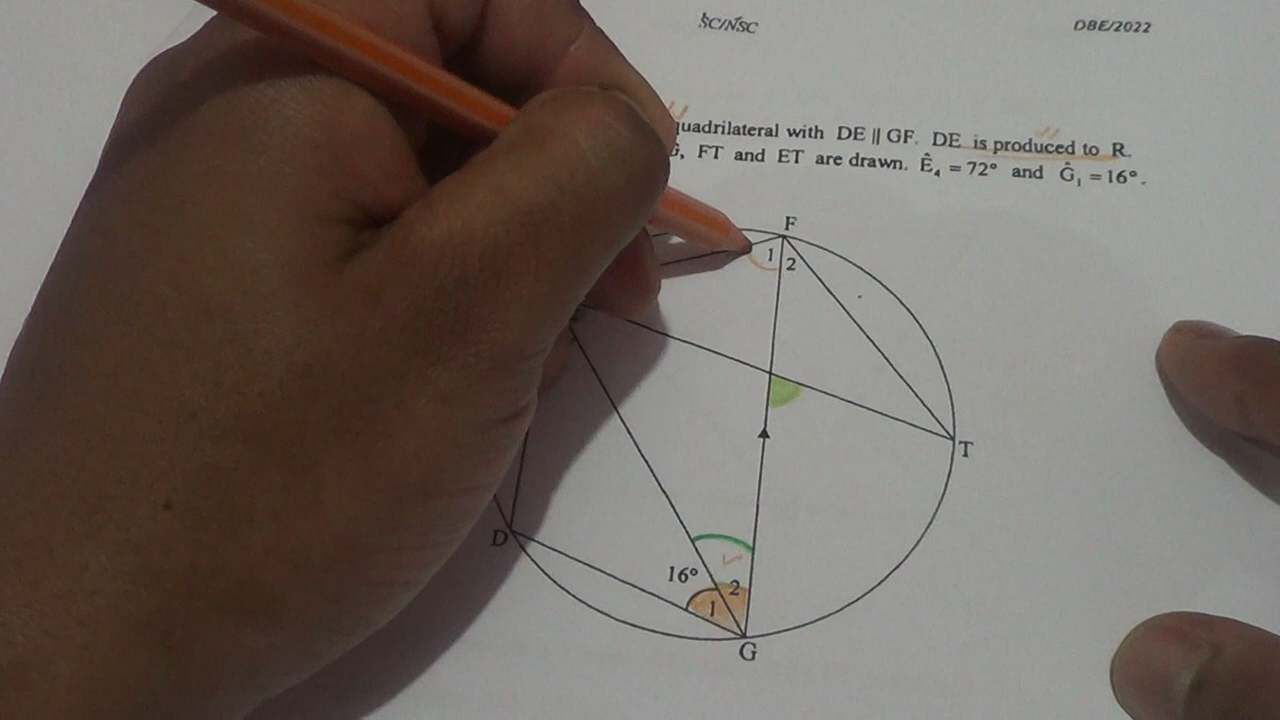 SC/NSC
DBE/2022
quadrilateral with DE || GF. DE is produced to R.
FT and ET are drawn. Ê₄ = 72° and Ĝ₁ = 16°.
F
1
2
T
D
16°
2
1
G